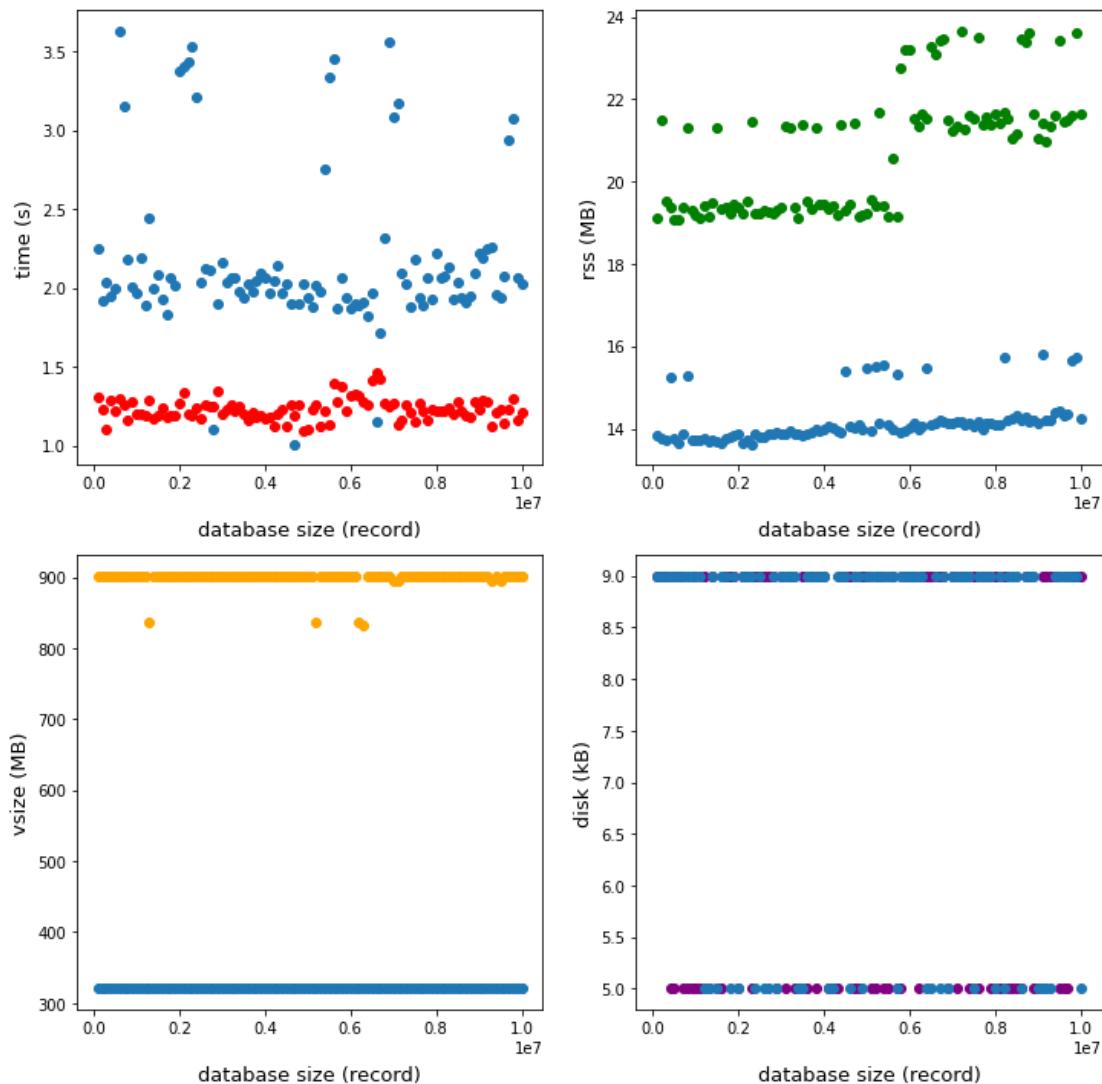 3.5
3.0
2.5
2.0
1.5
1.0
time (s)
0.0 0.2 0.4 0.6 0.8 1.0
1e7
database size (record)
24
22
20
18
16
14
rss (MB)
0.0 0.2 0.4 0.6 0.8 1.0
1e7
database size (record)
900
800
700
600
500
400
300
vsize (MB)
0.0 0.2 0.4 0.6 0.8 1.0
1e7
database size (record)
9.0
8.5
8.0
7.5
7.0
6.5
6.0
5.5
5.0
disk (kB)
0.0 0.2 0.4 0.6 0.8 1.0
1e7
database size (record)